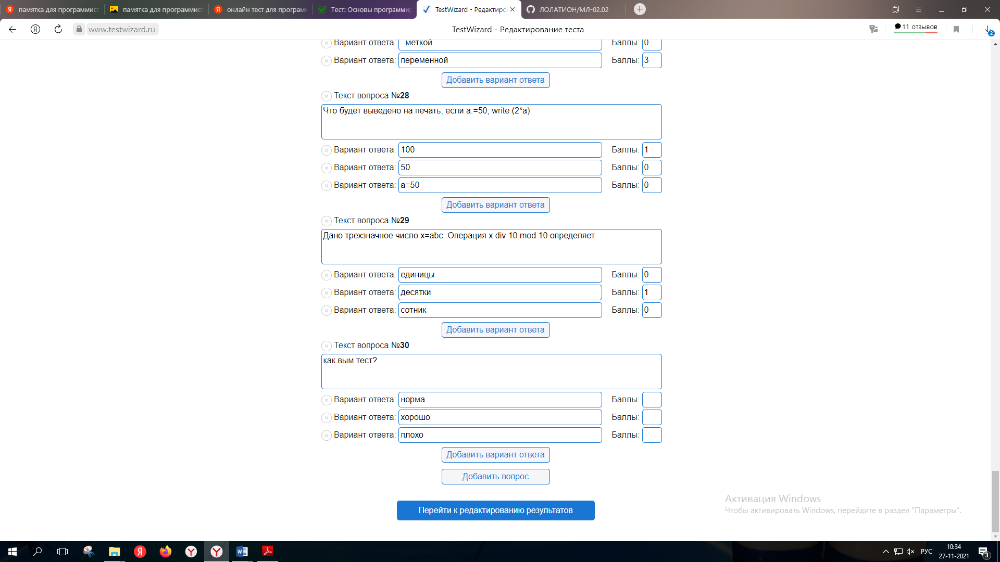 памятка для программист
памятка для программист
онлайн тест для програм
Тест: Основы программир
TestWizard - Редактиро
ЛОЛАТИОН/МЛ-02.02
www.testwizard.ru
TestWizard - Редактирование теста
11 отзывов
2
Вариант ответа: меткой Баллы: 0
Вариант ответа: переменной Баллы: 3
Добавить вариант ответа
Текст вопроса №28
Что будет выведено на печать, если a:=50; write (2*a)
Вариант ответа: 100 Баллы: 1
Вариант ответа: 50 Баллы: 0
Вариант ответа: a=50 Баллы: 0
Добавить вариант ответа
Текст вопроса №29
Дано трехзначное число x=abc. Операция x div 10 mod 10 определяет
Вариант ответа: единицы Баллы: 0
Вариант ответа: десятки Баллы: 1
Вариант ответа: сотник Баллы: 0
Добавить вариант ответа
Текст вопроса №30
как вым тест?
Вариант ответа: норма Баллы:
Вариант ответа: хорошо Баллы:
Вариант ответа: плохо Баллы:
Добавить вариант ответа
Добавить вопрос
Перейти к редактированию результатов
Активация Windows
Чтобы активировать Windows, перейдите в раздел "Параметры".
РУС
10:34
27-11-2021
3